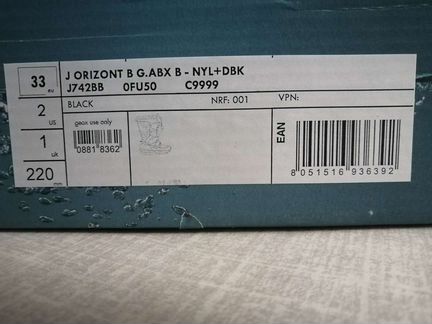 33 eu
2 us
1 uk
220 mm
J ORIZONT B G.ABX B - NYL+DBK
J742BB 0FU50 C9999
BLACK NRF: 001 VPN:
geox use only
0881 8362
EAN
8 051516 936392